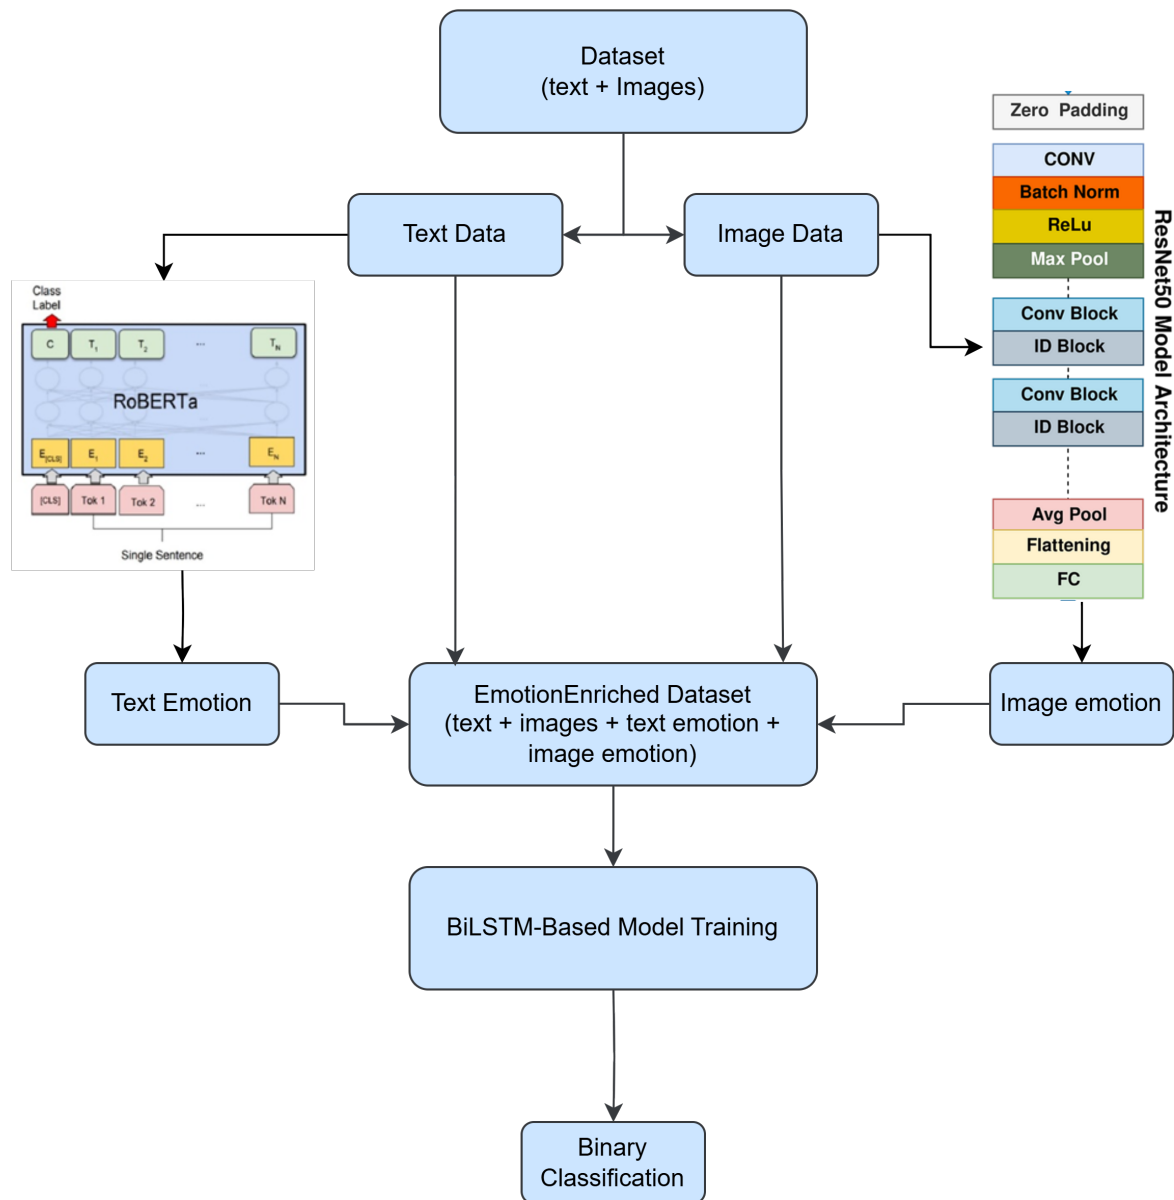 Dataset
(text + Images)
Zero Padding
CONV
Batch Norm
ReLu
Max Pool
Conv Block
ID Block
Conv Block
ID Block
Avg Pool
Flattening
FC
ResNet50 Model Architecture
Text Data
Image Data
Class
Label
C T1 T2 ... TN
RoBERTa
E[CLS] E1 E2 ... EN
[CLS] Tok 1 Tok 2 ... Tok N
Single Sentence
Text Emotion
EmotionEnriched Dataset
(text + images + text emotion +
image emotion)
Image emotion
BiLSTM-Based Model Training
Binary
Classification